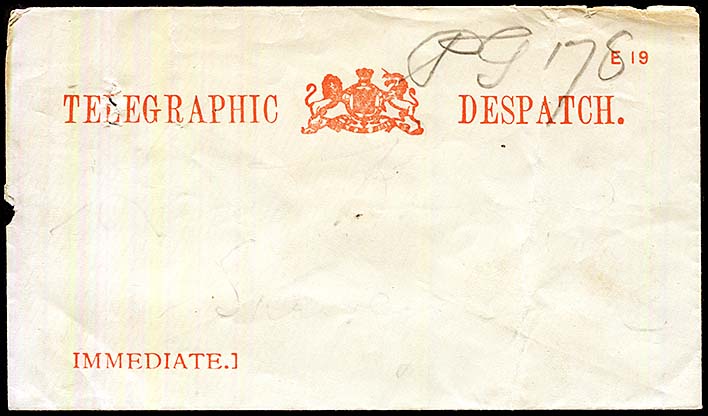 PG 178
E 19
TELEGRAPHIC DESPATCH.
IMMEDIATE.]